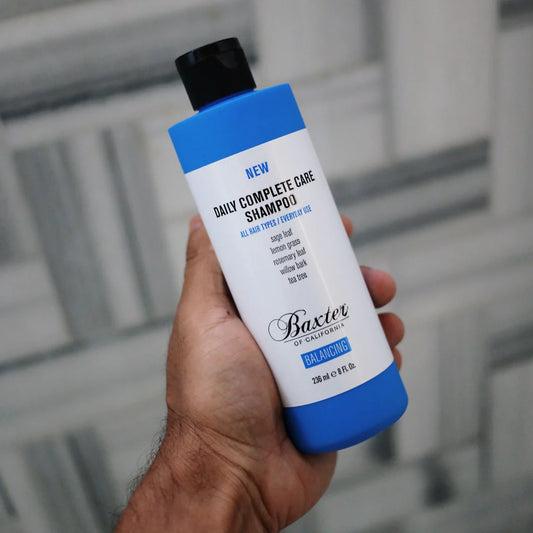 NEW
DAILY COMPLETE CARE
SHAMPOO
ALL HAIR TYPES / EVERYDAY USE
sage leaf
lemon grass
rosemary leaf
willow bark
tea tree
Baxter
OF CALIFORNIA
BALANCING
236 ml e 8 Fl. Oz.